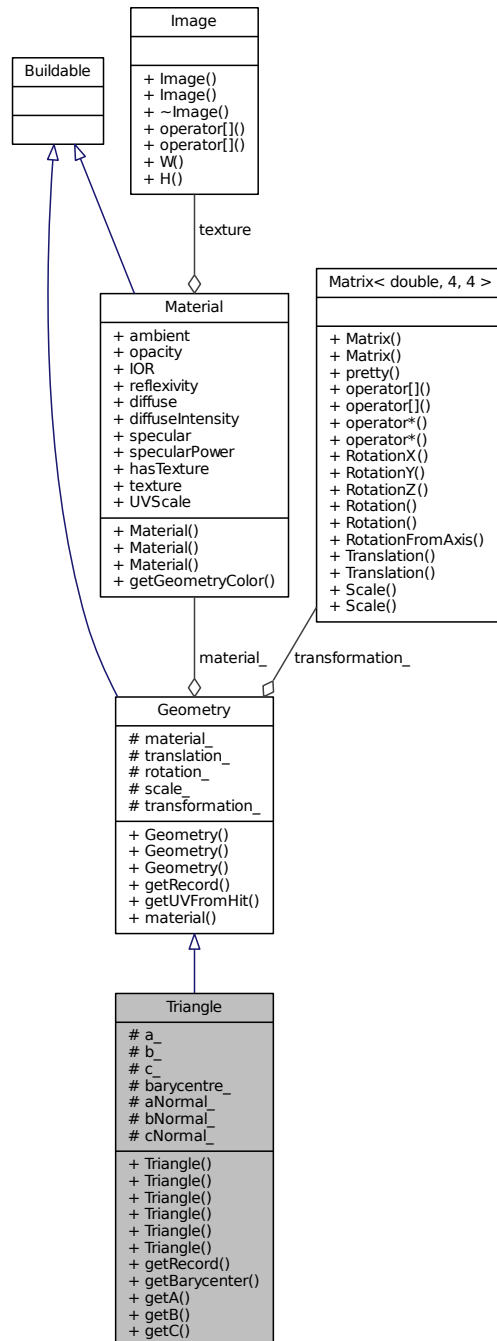 Image
+ Image()
+ Image()
+ ~Image()
+ operator[]()
+ operator[]()
+ W()
+ H()
Buildable
texture
Material
+ ambient
+ opacity
+ IOR
+ reflexivity
+ diffuse
+ diffuseIntensity
+ specular
+ specularPower
+ hasTexture
+ texture
+ UVScale
+ Material()
+ Material()
+ Material()
+ getGeometryColor()
Matrix< double, 4, 4 >
+ Matrix()
+ Matrix()
+ pretty()
+ operator[]()
+ operator[]()
+ operator*()
+ operator*()
+ RotationX()
+ RotationY()
+ RotationZ()
+ Rotation()
+ Rotation()
+ RotationFromAxis()
+ Translation()
+ Translation()
+ Scale()
+ Scale()
material_
transformation_
Geometry
# material_
# translation_
# rotation_
# scale_
# transformation_
+ Geometry()
+ Geometry()
+ Geometry()
+ getRecord()
+ getUVFromHit()
+ material()
Triangle
# a_
# b_
# c_
# barycentre_
# aNormal_
# bNormal_
# cNormal_
+ Triangle()
+ Triangle()
+ Triangle()
+ Triangle()
+ Triangle()
+ Triangle()
+ getRecord()
+ getBarycenter()
+ getA()
+ getB()
+ getC()